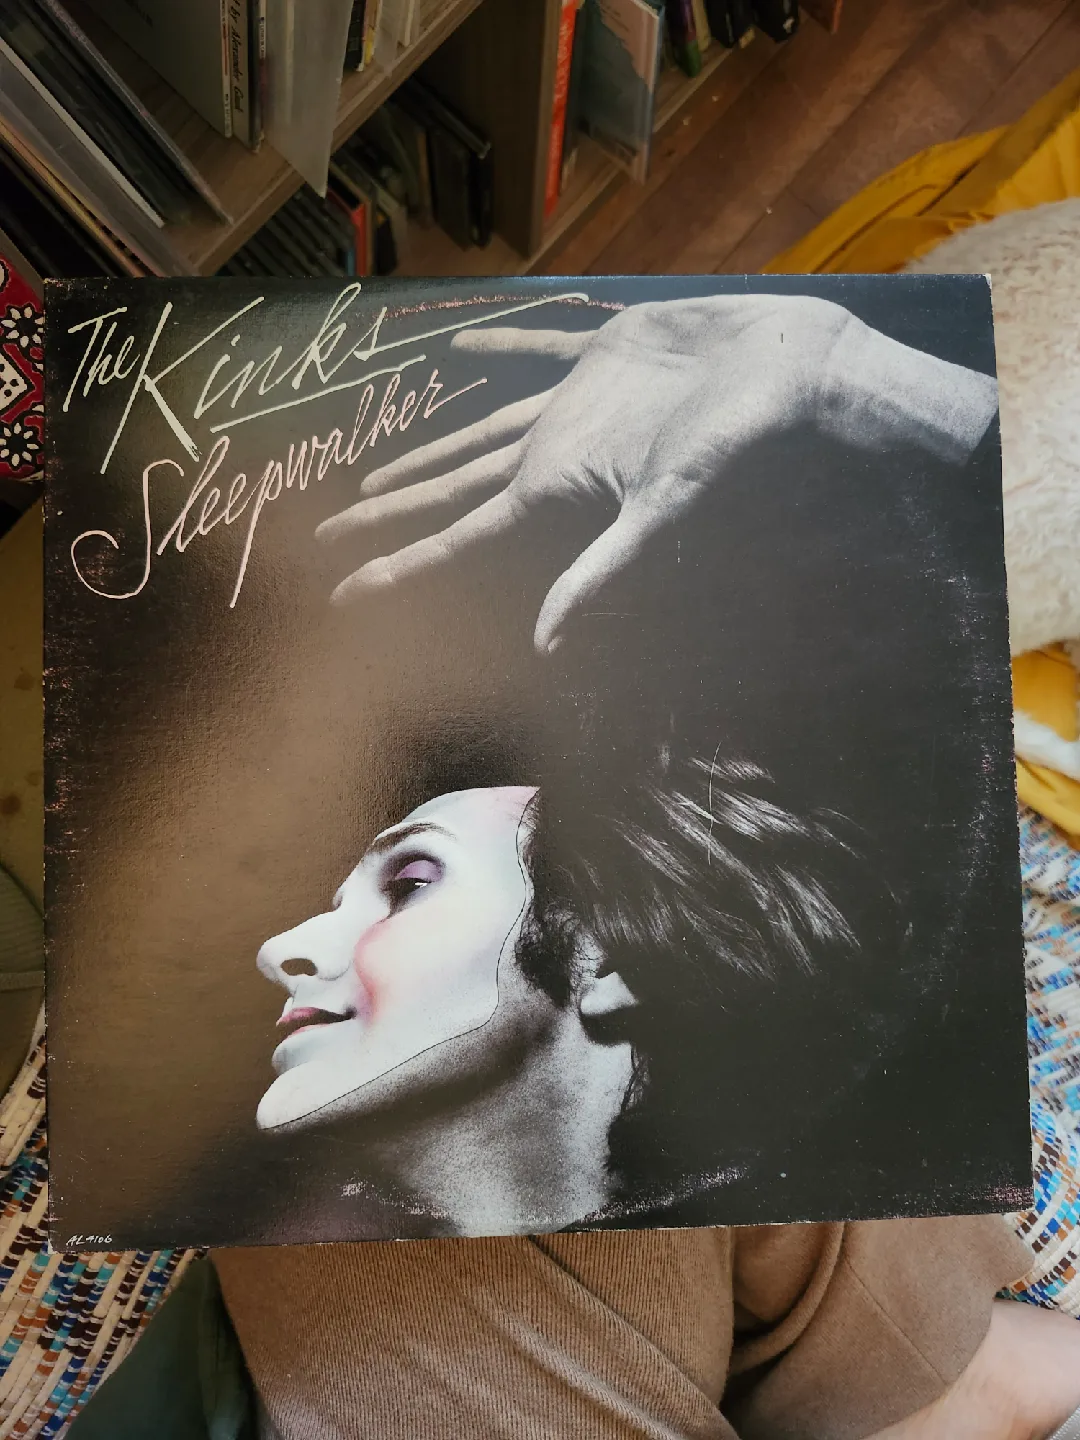 The Kinks
Sleepwalker
AL 4106